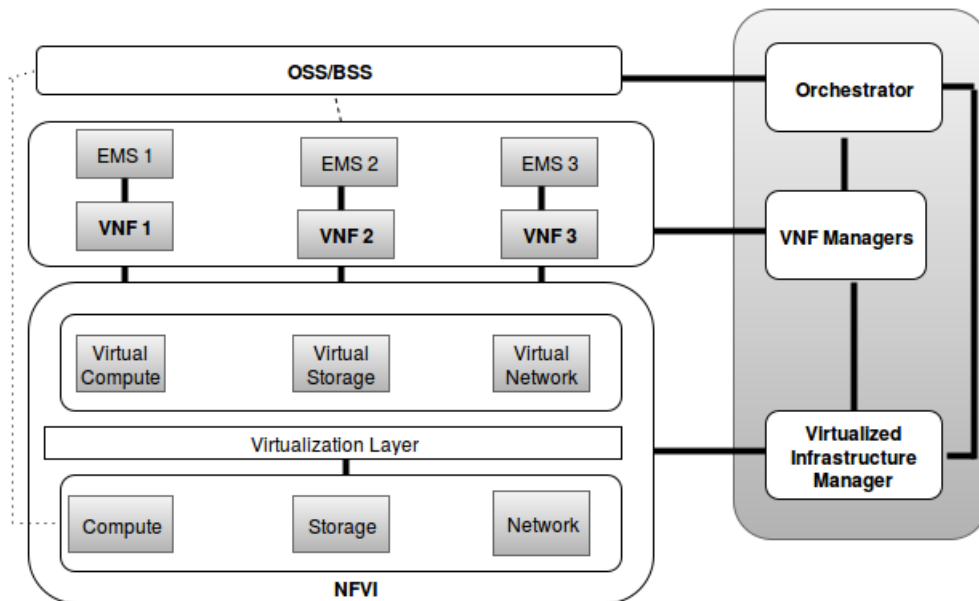 OSS/BSS
Orchestrator
EMS 1
EMS 2
EMS 3
VNF 1
VNF 2
VNF 3
VNF Managers
Virtual
Compute
Virtual
Storage
Virtual
Network
Virtualization Layer
Virtualized
Infrastructure
Manager
Compute
Storage
Network
NFVI